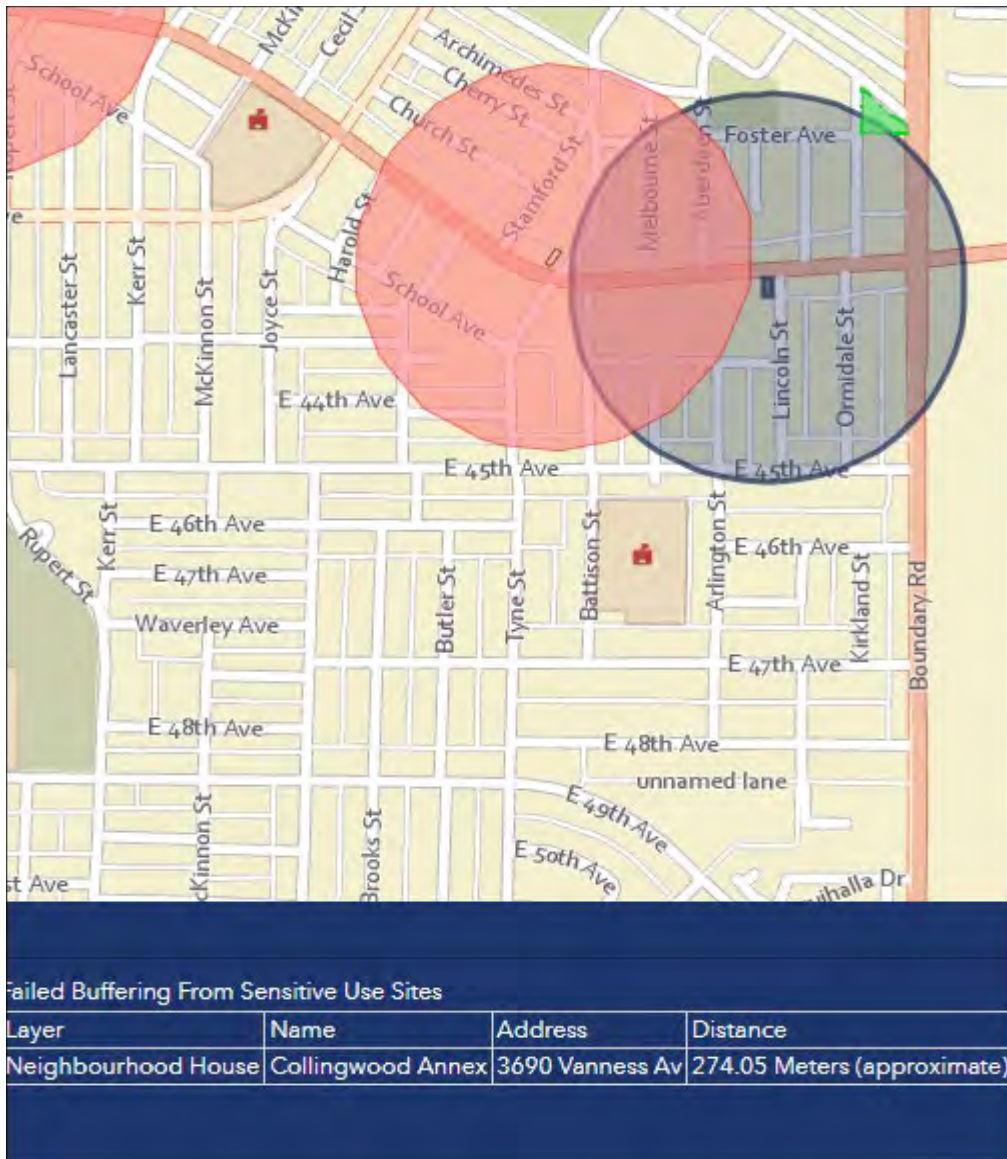 McKin
Cecil S
Archimedes St
Cherry St
Church St
School Ave
Stamford St
Melbourne St
Aberdeen S
Foster Ave
Harold St
School Ave
Lancaster St
Kerr St
McKinnon St
Joyce St
Lincoln St
Ormidale St
E 44th Ave
E 45th Ave
E 45th Ave
Rupert St
Kerr St
E 46th Ave
E 47th Ave
Waverley Ave
Butler St
Tyne St
Battison St
Arlington St
E 46th Ave
Kirkland St
Boundary Rd
E 47th Ave
E 48th Ave
E 48th Ave
unnamed lane
E 49th Ave
E 50th Ave
st Ave
cKinnon St
Brooks St
uihalla Dr
Failed Buffering From Sensitive Use Sites
Layer Name Address Distance
Neighbourhood House Collingwood Annex 3690 Vanness Av 274.05 Meters (approximate)